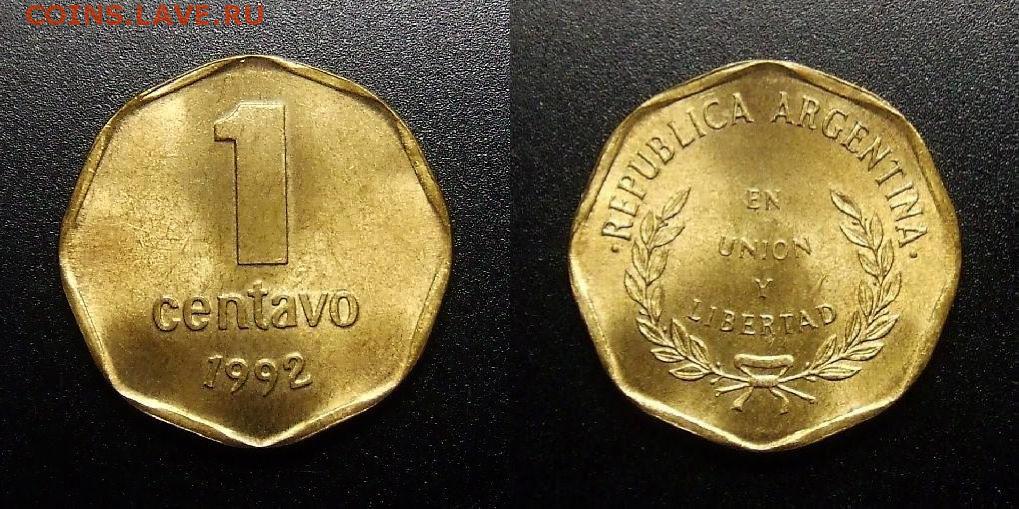 COINS.LAVE.RU
1
centavo
1992
·REPUBLICA ARGENTINA·
EN
UNION
Y
LIBERTAD